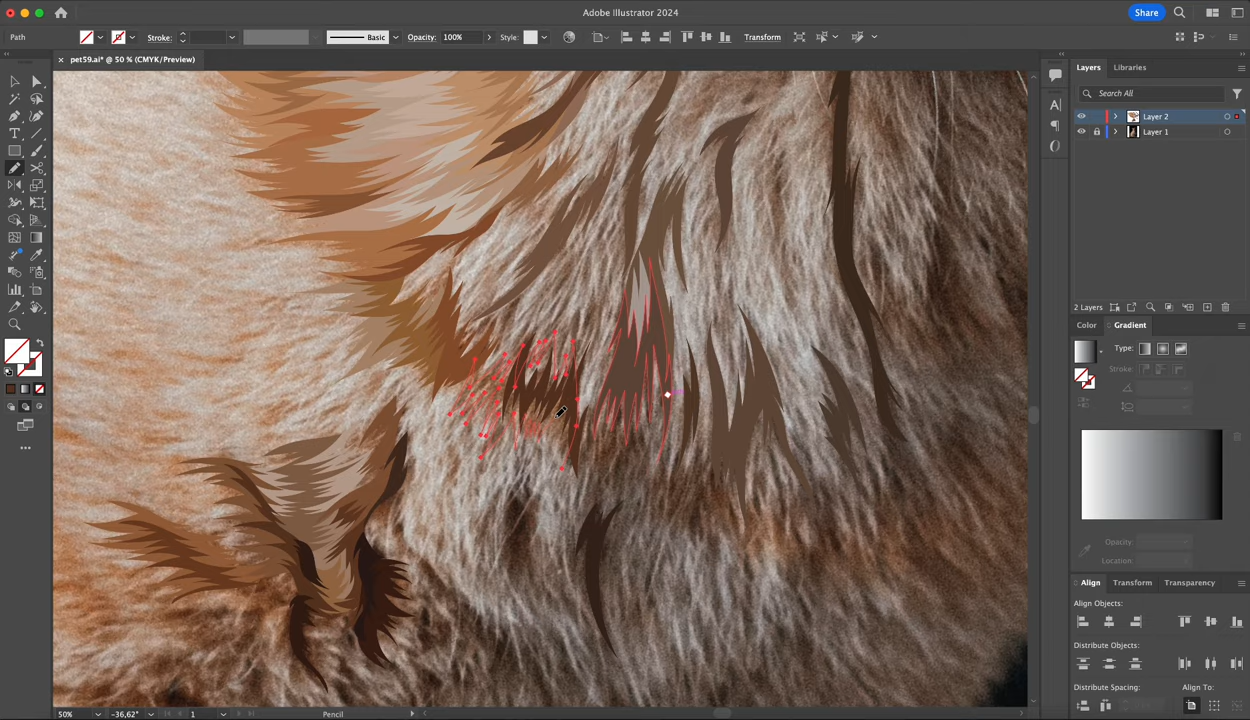 Adobe Illustrator 2024
Share
Path
Stroke:
Basic
Opacity:
100%
Style:
Transform
pet59.ai* @ 50 % (CMYK/Preview)
Layers
Libraries
Search All
Layer 2
Layer 1
2 Layers
Color
Gradient
Type:
Stroke:
Opacity:
Location:
Align
Transform
Transparency
Align Objects:
Distribute Objects:
Distribute Spacing:
Align To:
50%
-36,62°
1
Pencil